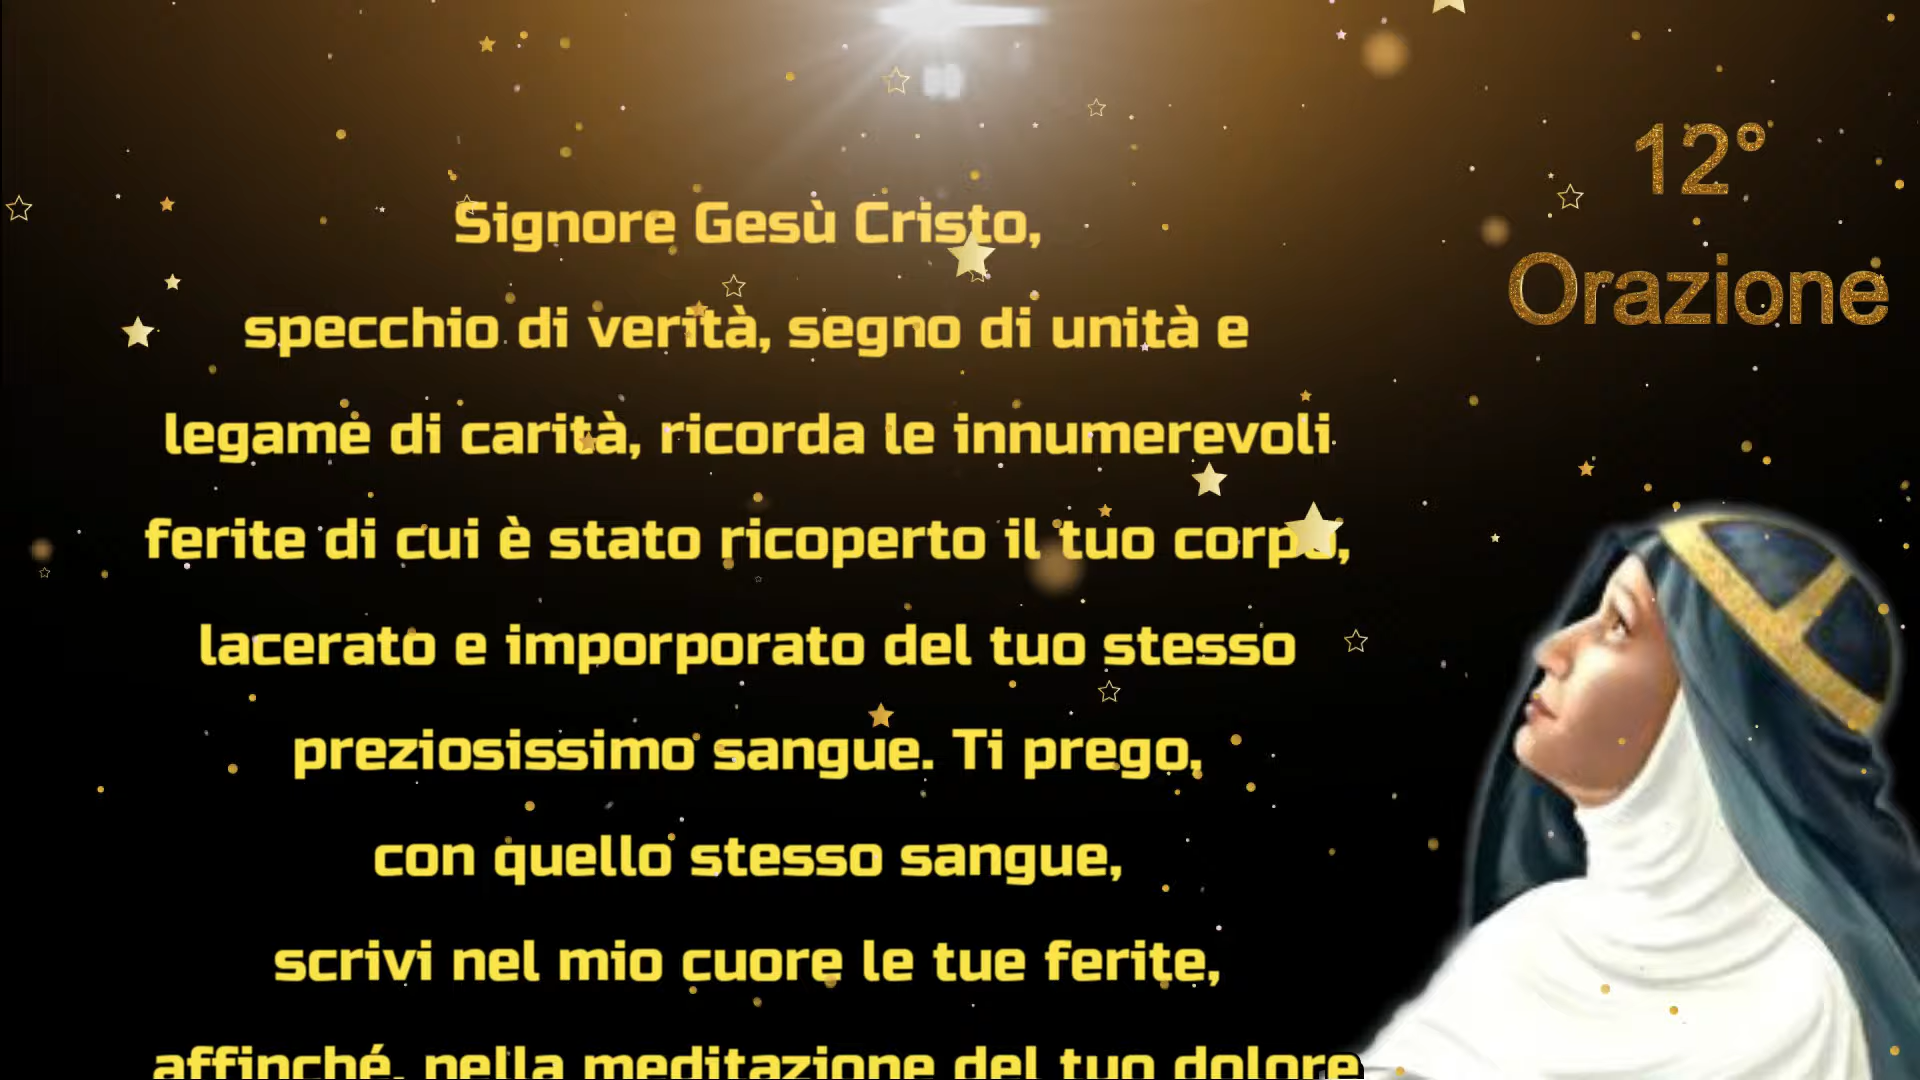 12°
Orazione
Signore Gesù Cristo,
specchio di verità, segno di unità e
legame di carità, ricorda le innumerevoli
ferite di cui è stato ricoperto il tuo corpo,
lacerato e imporporato del tuo stesso
preziosissimo sangue. Ti prego,
con quello stesso sangue,
scrivi nel mio cuore le tue ferite,
affinché, nella meditazione del tuo dolore